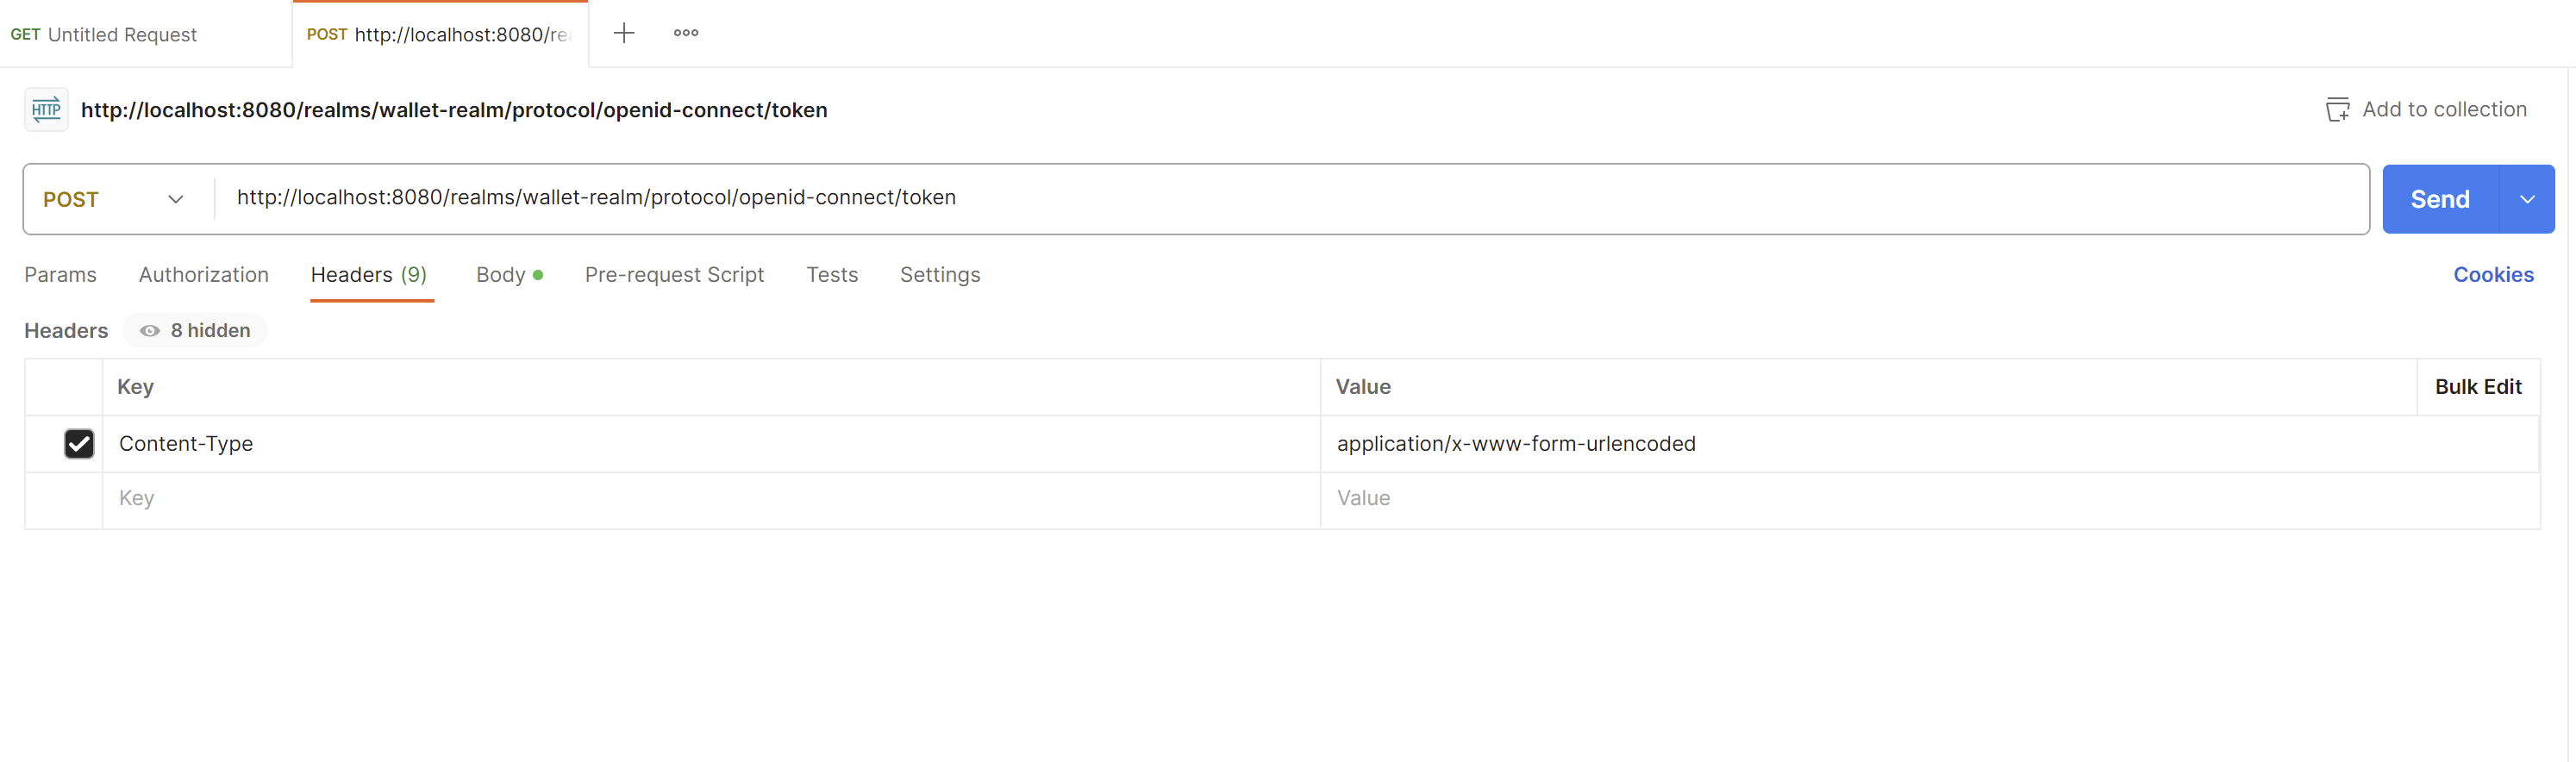 GET Untitled Request
POST http://localhost:8080/rea
HTTP http://localhost:8080/realms/wallet-realm/protocol/openid-connect/token
Add to collection
POST http://localhost:8080/realms/wallet-realm/protocol/openid-connect/token
Send
Params Authorization Headers (9) Body Pre-request Script Tests Settings Cookies
Headers 8 hidden
Key Value Bulk Edit
Content-Type application/x-www-form-urlencoded
Key Value